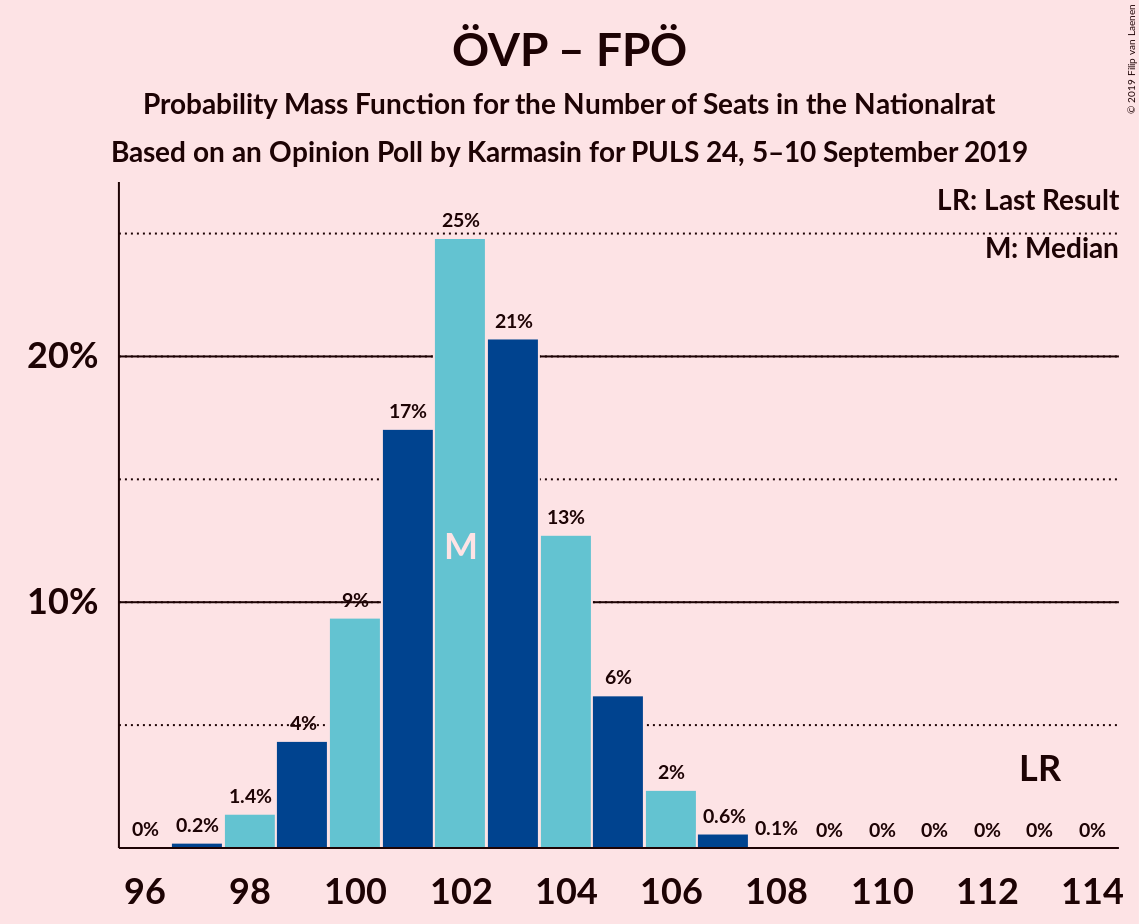 ÖVP – FPÖ
Probability Mass Function for the Number of Seats in the Nationalrat
Based on an Opinion Poll by Karmasin for PULS 24, 5–10 September 2019
© 2019 Filip van Laenen
LR: Last Result
M: Median
25%
21%
20%
17%
13%
M
10%
9%
6%
4%
2%
LR
1.4%
0% 0.2% 0.6% 0.1% 0% 0% 0% 0% 0% 0%
96 98 100 102 104 106 108 110 112 114